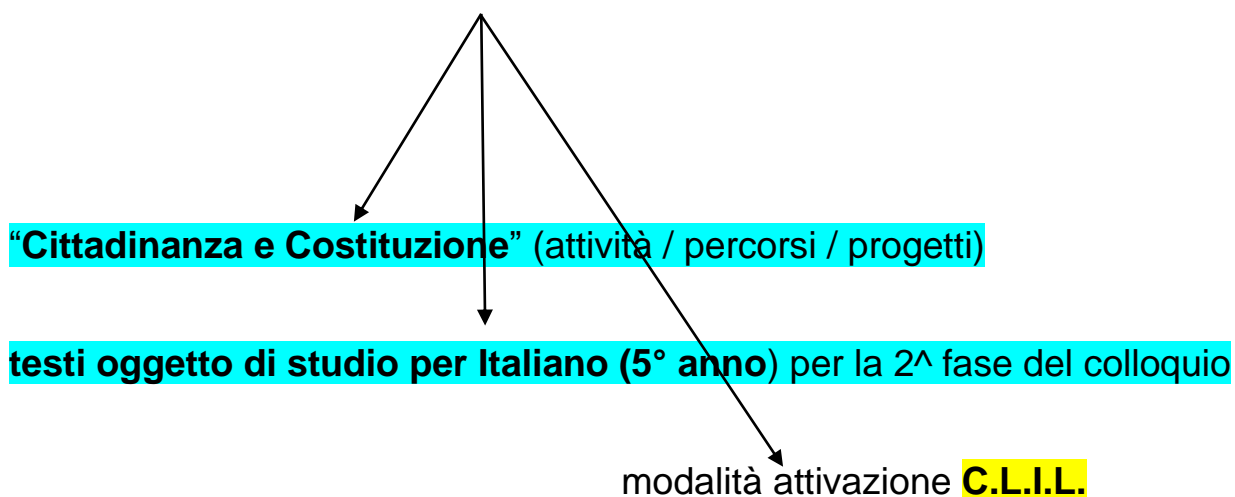 “Cittadinanza e Costituzione” (attività / percorsi / progetti)
testi oggetto di studio per Italiano (5° anno) per la 2^ fase del colloquio
modalità attivazione C.L.I.L.